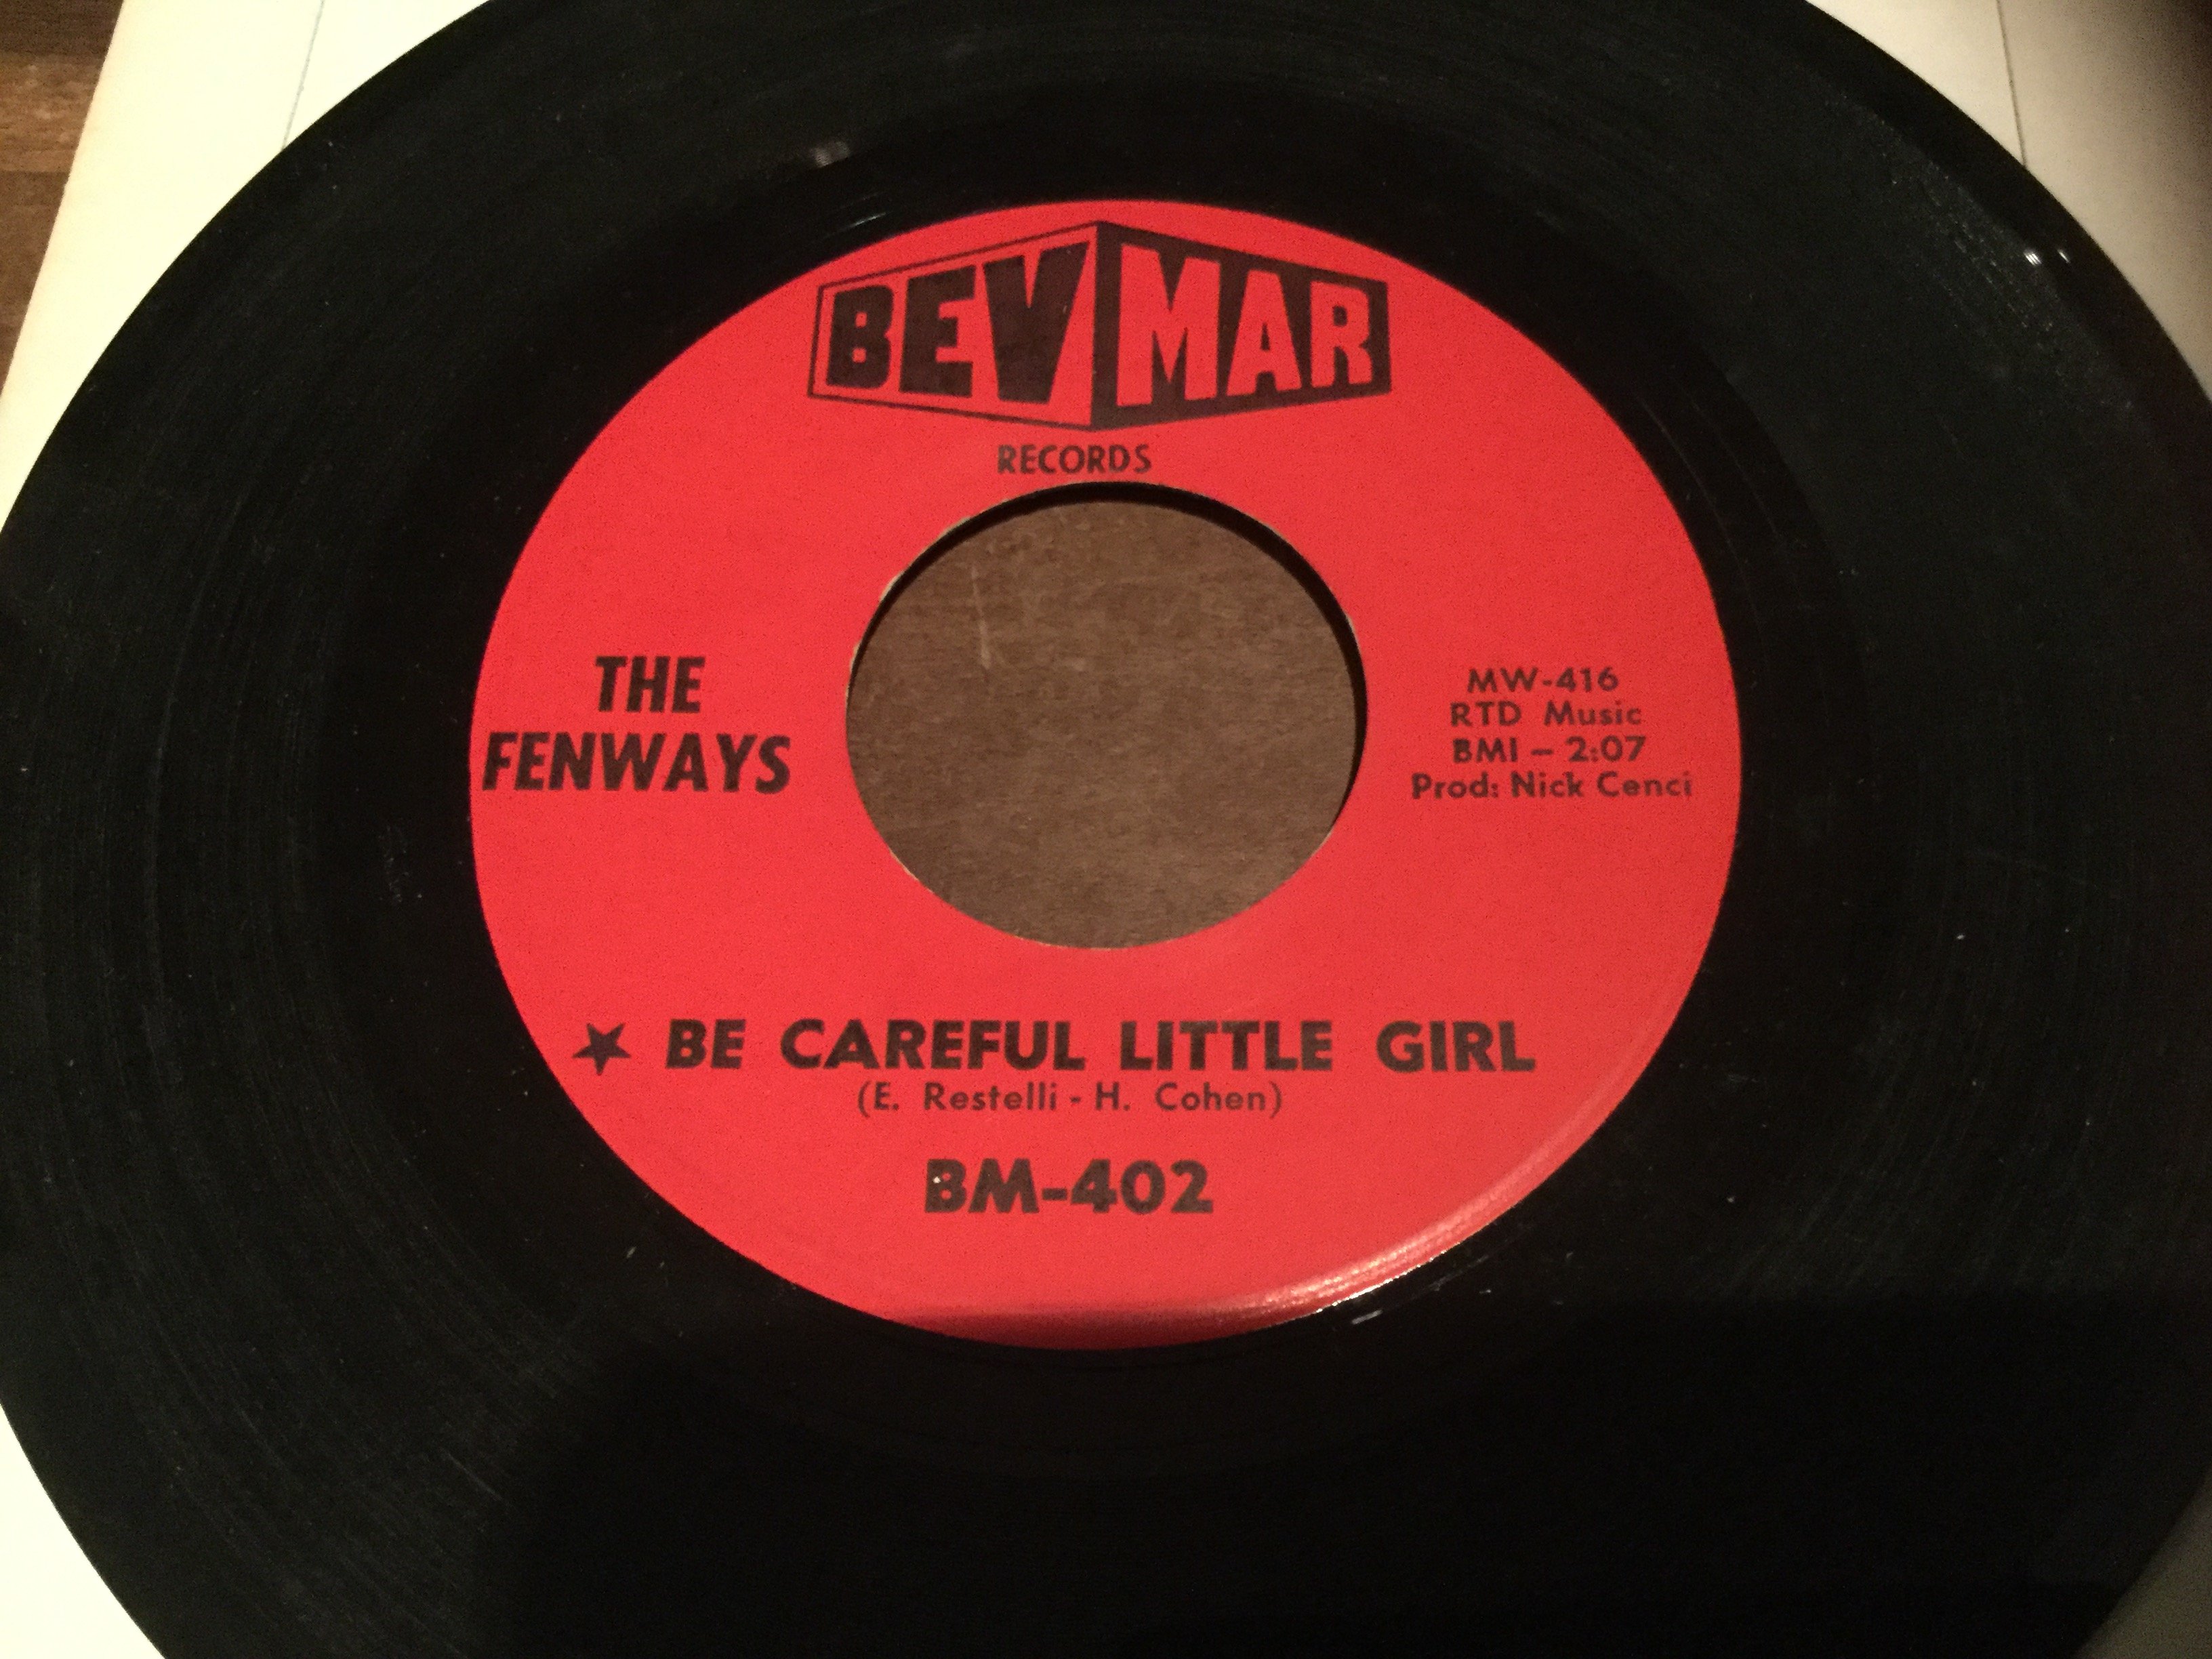 BEV MAR
RECORDS
THE
FENWAYS
MW-416
RTD Music
BMI - 2:07
Prod: Nick Cenci
★ BE CAREFUL LITTLE GIRL
(E. Restelli - H. Cohen)
BM-402